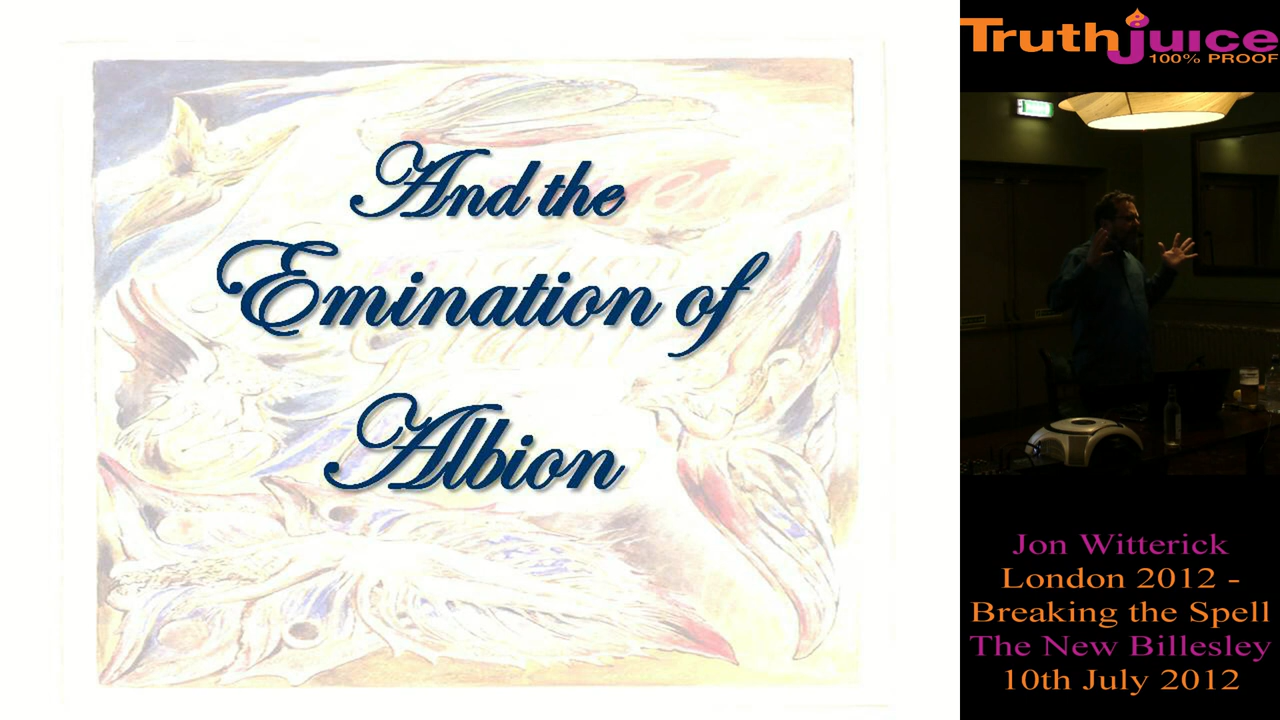 And the
Emination of
Albion
Truthjuice
100% PROOF
Jon Witterick
London 2012 -
Breaking the Spell
The New Billesley
10th July 2012